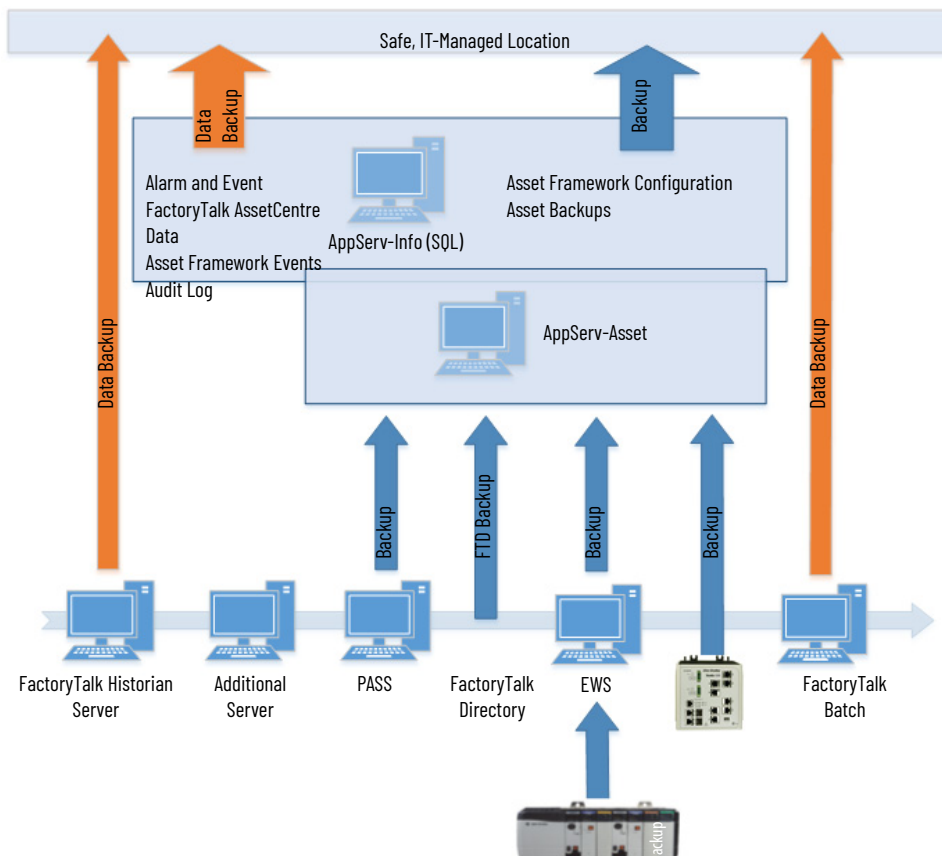 Safe, IT-Managed Location
Data
Backup
Backup
Alarm and Event
FactoryTalk AssetCentre
Data
Asset Framework Events
Audit Log
AppServ-Info (SQL)
Asset Framework Configuration
Asset Backups
AppServ-Asset
Data Backup
Data Backup
Backup
FTD Backup
Backup
Backup
FactoryTalk Historian
Server
Additional
Server
PASS
FactoryTalk
Directory
EWS
FactoryTalk
Batch